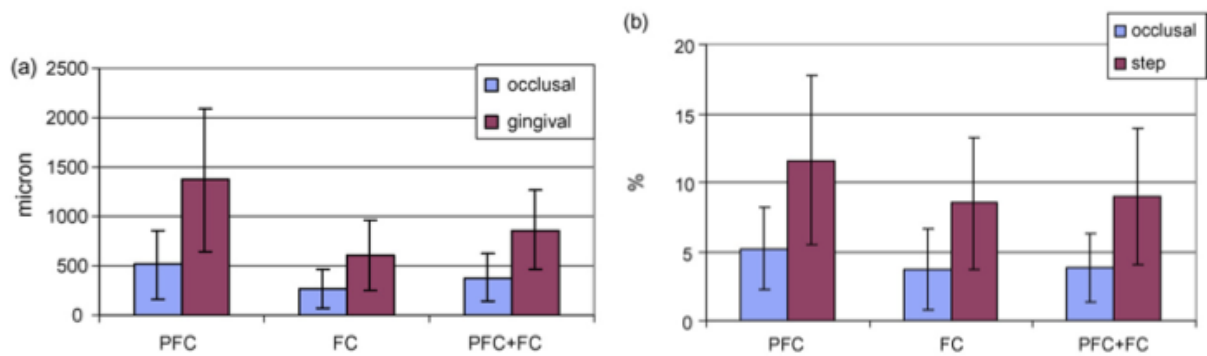 (a)
micron
2500
2000
1500
1000
500
0
occlusal
gingival
PFC
FC
PFC+FC
(b)
%
20
15
10
5
0
occlusal
step
PFC
FC
PFC+FC